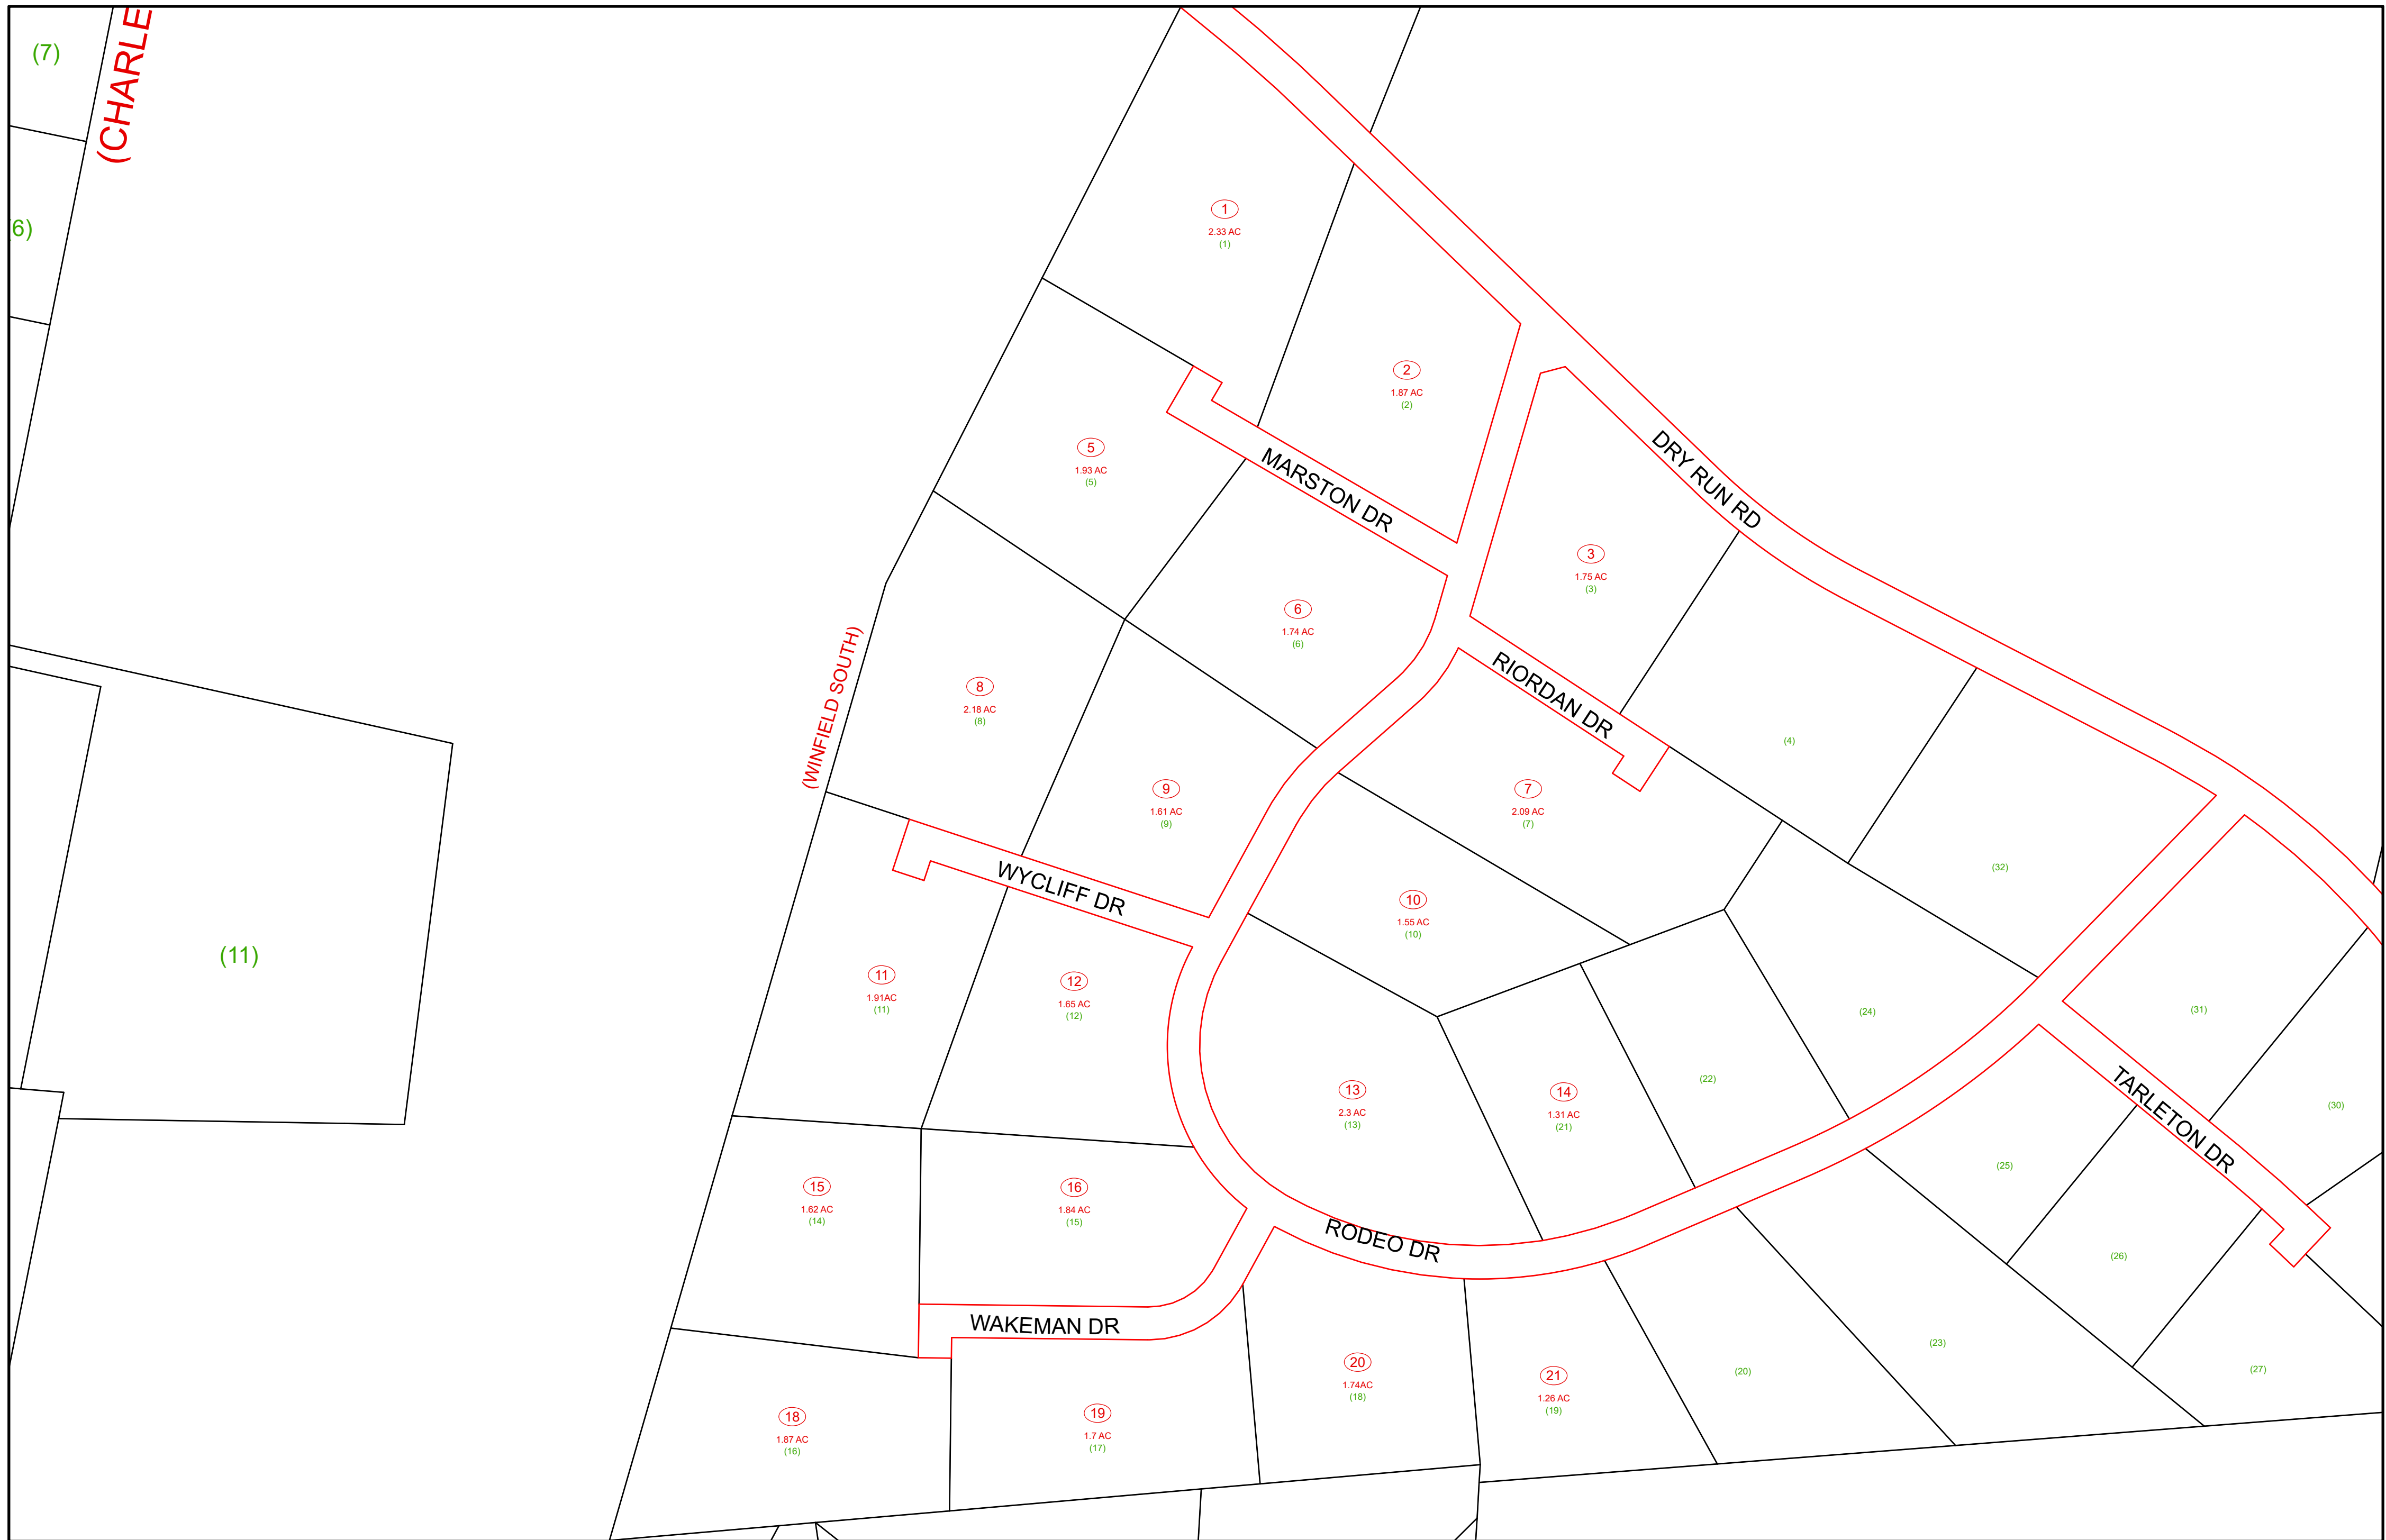 (7)
(CHARLE
6)
1
2.33 AC
(1)
2
1.87 AC
(2)
5
1.93 AC
(5)
MARSTON DR
DRY RUN RD
3
1.75 AC
(3)
6
1.74 AC
(6)
RIORDAN DR
8
2.18 AC
(8)
(WINFIELD SOUTH)
(4)
9
1.61 AC
(9)
7
2.09 AC
(7)
WYCLIFF DR
10
1.55 AC
(10)
(32)
(11)
11
1.91AC
(11)
12
1.65 AC
(12)
(24)
(31)
13
2.3 AC
(13)
14
1.31 AC
(21)
(22)
TARLETON DR
(30)
(25)
15
1.62 AC
(14)
16
1.84 AC
(15)
RODEO DR
(26)
WAKEMAN DR
20
1.74AC
(18)
21
1.26 AC
(19)
(20)
(23)
(27)
18
1.87 AC
(16)
19
1.7 AC
(17)